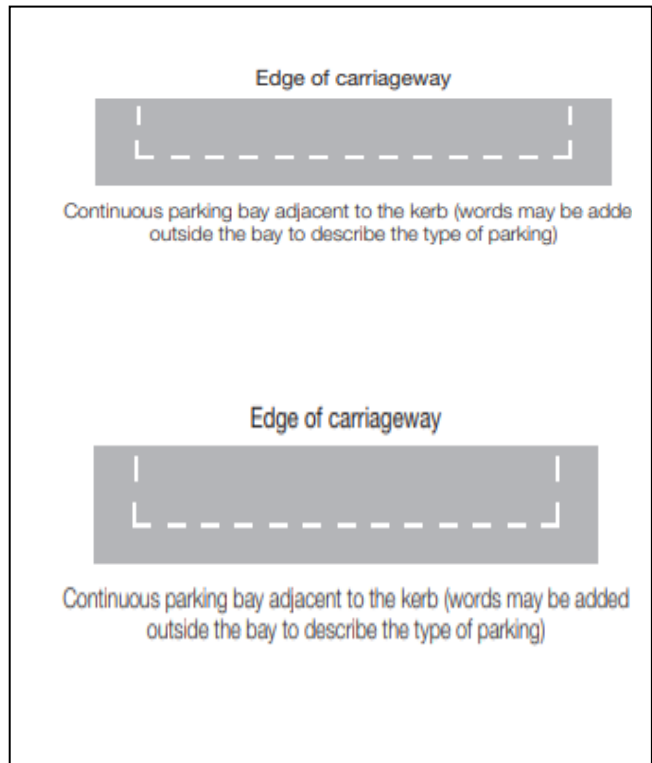 Edge of carriageway
Continuous parking bay adjacent to the kerb (words may be adde
outside the bay to describe the type of parking)
Edge of carriageway
Continuous parking bay adjacent to the kerb (words may be added
outside the bay to describe the type of parking)